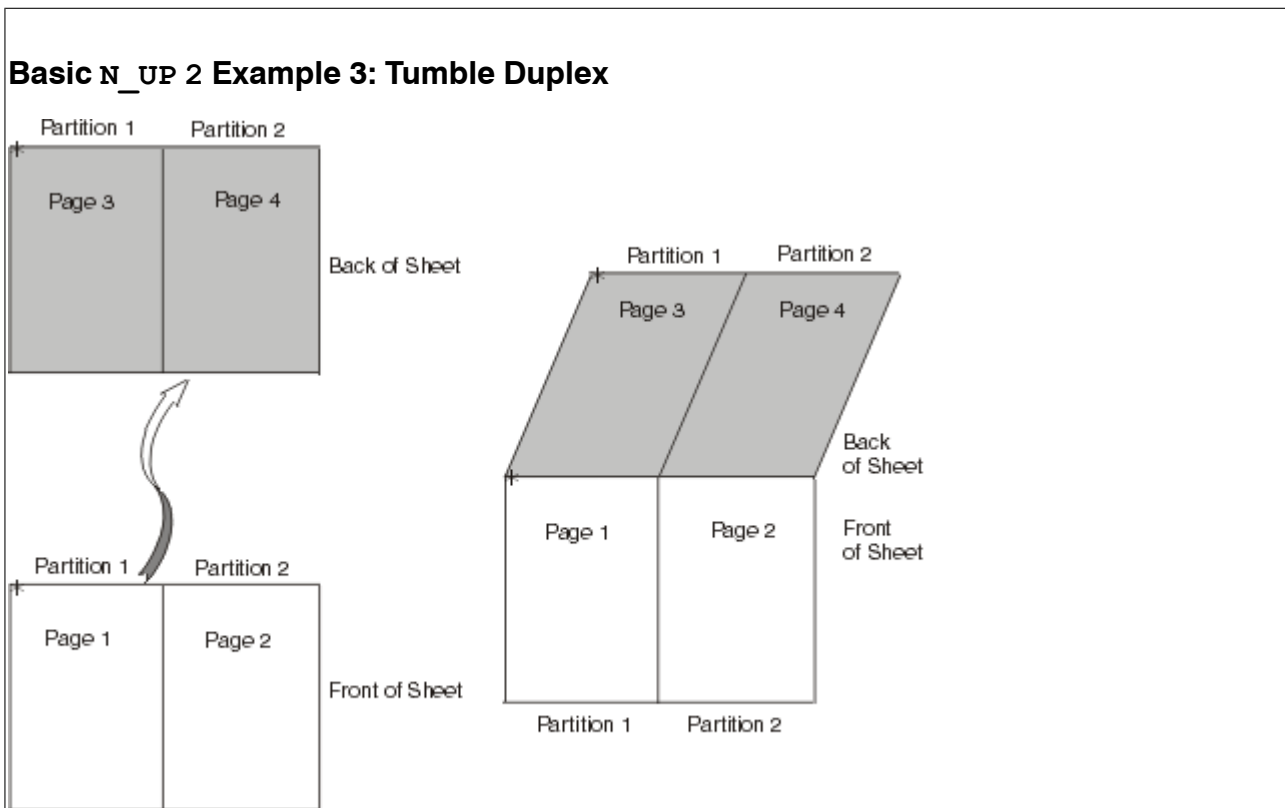 Basic N_UP 2 Example 3: Tumble Duplex
Partition 1 Partition 2
Page 3 Page 4
Back of Sheet
Partition 1 Partition 2
Page 1 Page 2
Front of Sheet
Partition 1 Partition 2
Page 3 Page 4
Back
of Sheet
Page 1 Page 2
Front
of Sheet
Partition 1 Partition 2